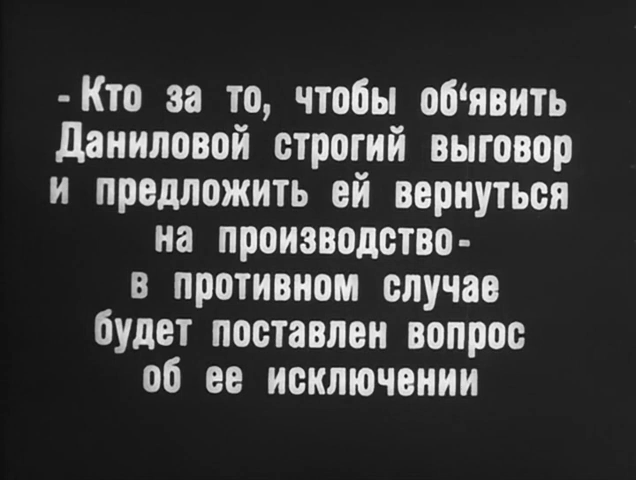 - Кто за то, чтобы об‘явить
Даниловой строгий выговор
и предложить ей вернуться
на производство-
в противном случае
будет поставлен вопрос
об ее исключении